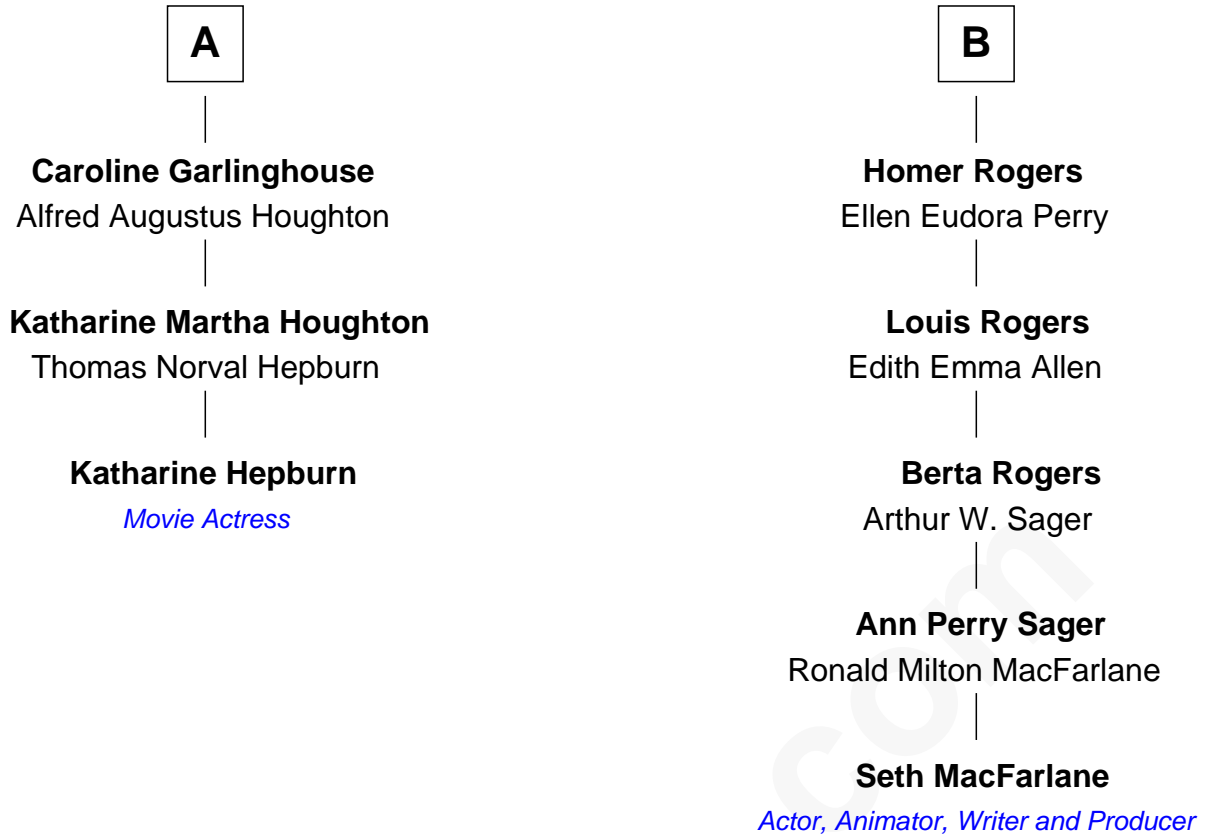 A
Caroline Garlinghouse
Alfred Augustus Houghton
Katharine Martha Houghton
Thomas Norval Hepburn
Katharine Hepburn
Movie Actress
B
Homer Rogers
Ellen Eudora Perry
Louis Rogers
Edith Emma Allen
Berta Rogers
Arthur W. Sager
Ann Perry Sager
Ronald Milton MacFarlane
Seth MacFarlane
Actor, Animator, Writer and Producer
com